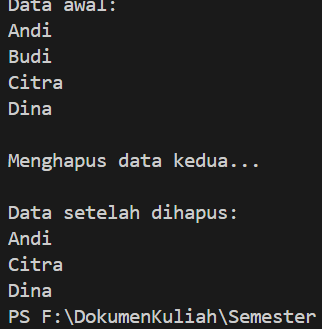 Data awal:
Andi
Budi
Citra
Dina
Menghapus data kedua...
Data setelah dihapus:
Andi
Citra
Dina
PS F:\DokumenKuliah\Semester